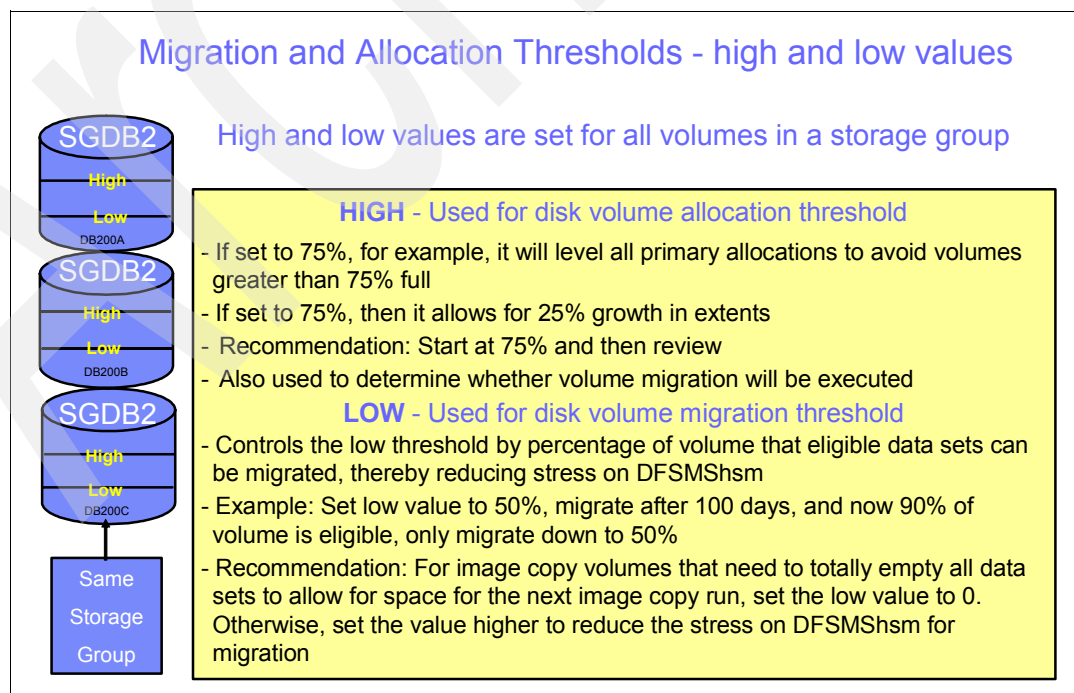 Migration and Allocation Thresholds - high and low values
High and low values are set for all volumes in a storage group
SGDB2
High
Low
DB200A
SGDB2
High
Low
DB200B
SGDB2
High
Low
DB200C
Same
Storage
Group
HIGH - Used for disk volume allocation threshold
- If set to 75%, for example, it will level all primary allocations to avoid volumes
greater than 75% full
- If set to 75%, then it allows for 25% growth in extents
- Recommendation: Start at 75% and then review
- Also used to determine whether volume migration will be executed
LOW - Used for disk volume migration threshold
- Controls the low threshold by percentage of volume that eligible data sets can
be migrated, thereby reducing stress on DFSMShsm
- Example: Set low value to 50%, migrate after 100 days, and now 90% of
volume is eligible, only migrate down to 50%
- Recommendation: For image copy volumes that need to totally empty all data
sets to allow for space for the next image copy run, set the low value to 0.
Otherwise, set the value higher to reduce the stress on DFSMShsm for
migration